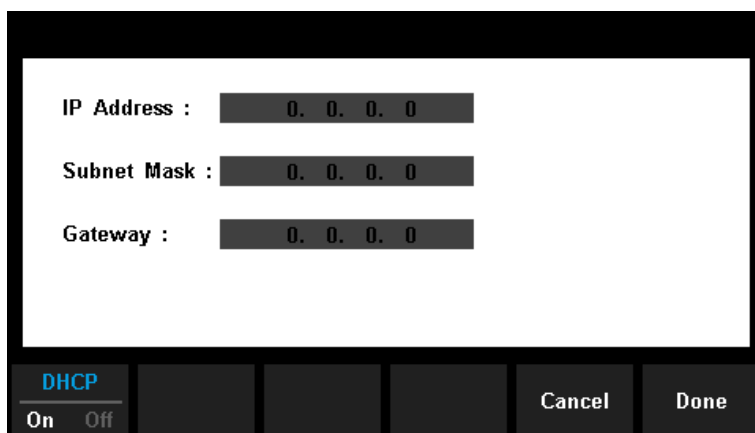 IP Address : 0. 0. 0. 0
Subnet Mask : 0. 0. 0. 0
Gateway : 0. 0. 0. 0
DHCP
On Off
Cancel
Done